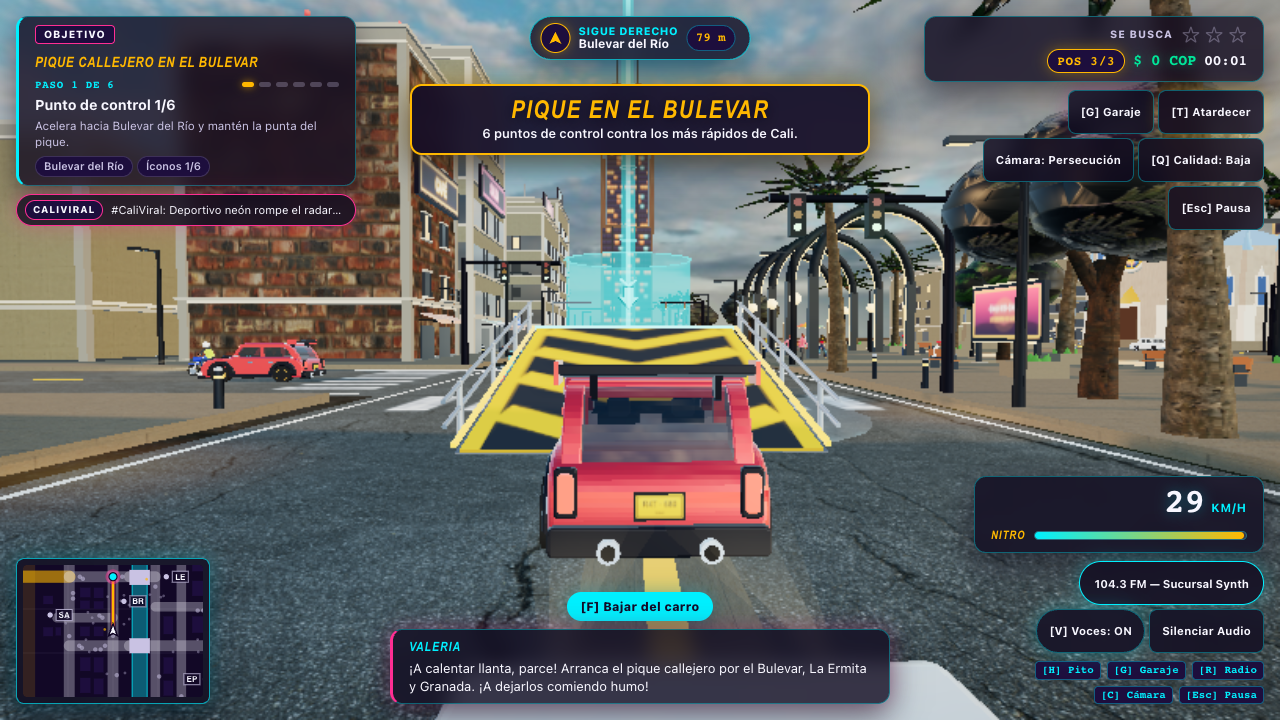 OBJETIVO
PIQUE CALLEJERO EN EL BULEVAR
PASO 1 DE 6
Punto de control 1/6
Acelera hacia Bulevar del Río y mantén la punta del
pique.
Bulevar del Río
Íconos 1/6
CALIVIRAL
#CaliViral: Deportivo neón rompe el radar...
SIGUE DERECHO
Bulevar del Río
79 m
PIQUE EN EL BULEVAR
6 puntos de control contra los más rápidos de Cali.
SE BUSCA
POS 3/3
$ 0 COP
00:01
[G] Garaje
[T] Atardecer
Cámara: Persecución
[Q] Calidad: Baja
[Esc] Pausa
29 KM/H
NITRO
104.3 FM — Sucursal Synth
[V] Voces: ON
Silenciar Audio
[H] Pito
[G] Garaje
[R] Radio
[C] Cámara
[Esc] Pausa
LE
BR
SA
EP
[F] Bajar del carro
VALERIA
¡A calentar llanta, parce! Arranca el pique callejero por el Bulevar, La Ermita
y Granada. ¡A dejarlos comiendo humo!